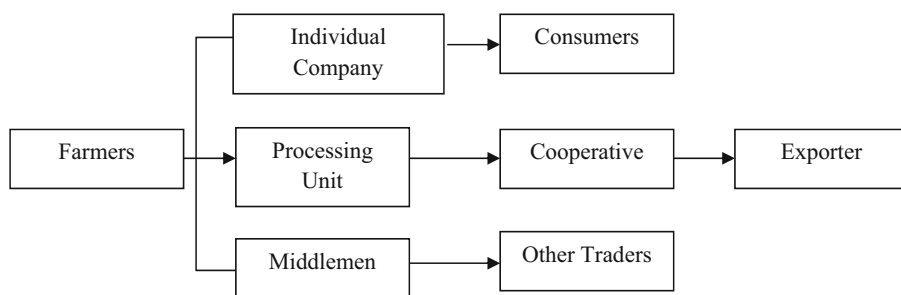 Individual
Company
Consumers
Farmers
Processing
Unit
Cooperative
Exporter
Middlemen
Other Traders